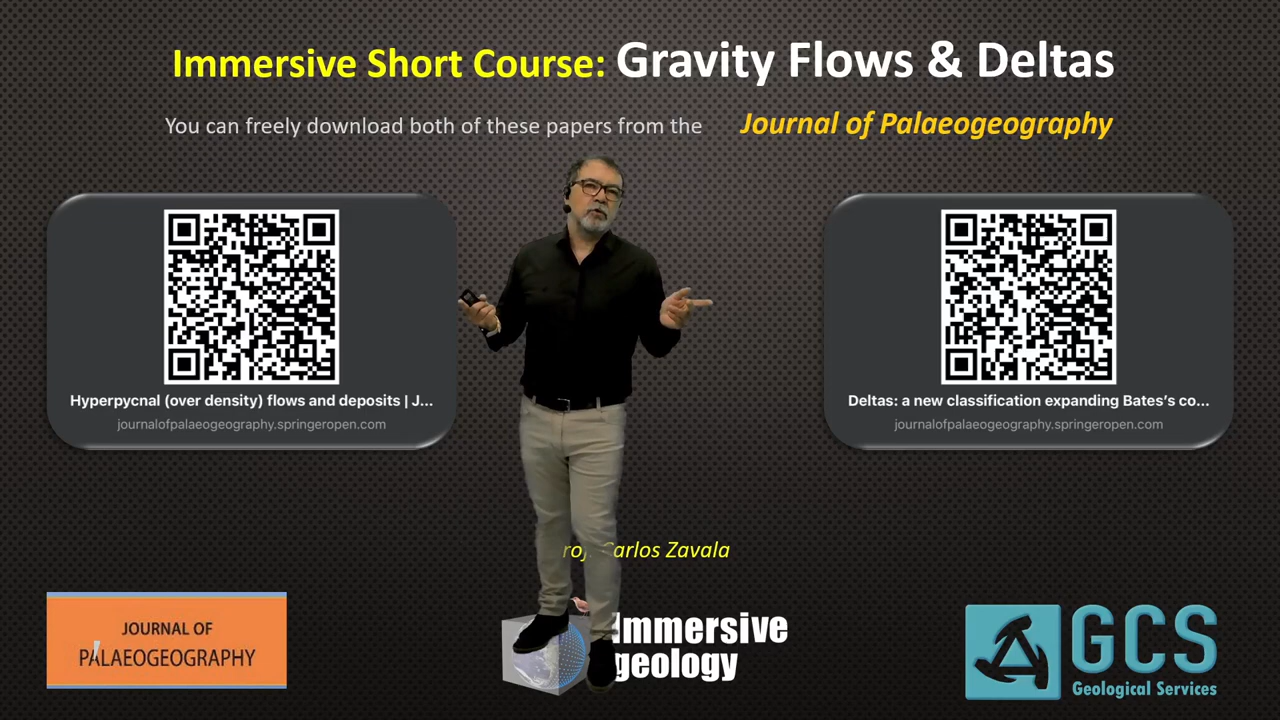 Immersive Short Course: Gravity Flows & Deltas
You can freely download both of these papers from the Journal of Palaeogeography
Hyperpycnal (over density) flows and deposits | J...
journalofpalaeogeography.springeropen.com
Deltas: a new classification expanding Bates’s co...
journalofpalaeogeography.springeropen.com
Carlos Zavala
JOURNAL OF
PALAEOGEOGRAPHY
Immersive
geology
GCS
Geological Services